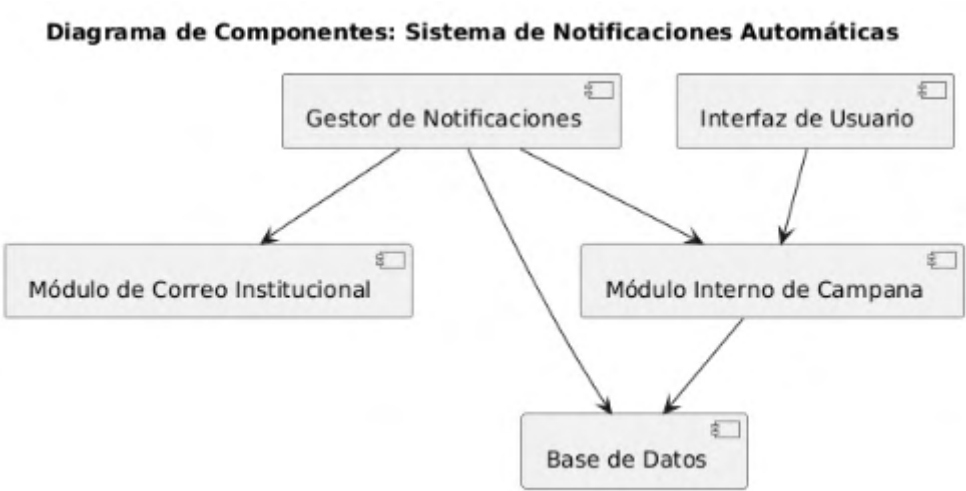 Diagrama de Componentes: Sistema de Notificaciones Automáticas
Gestor de Notificaciones
Interfaz de Usuario
Módulo de Correo Institucional
Módulo Interno de Campana
Base de Datos